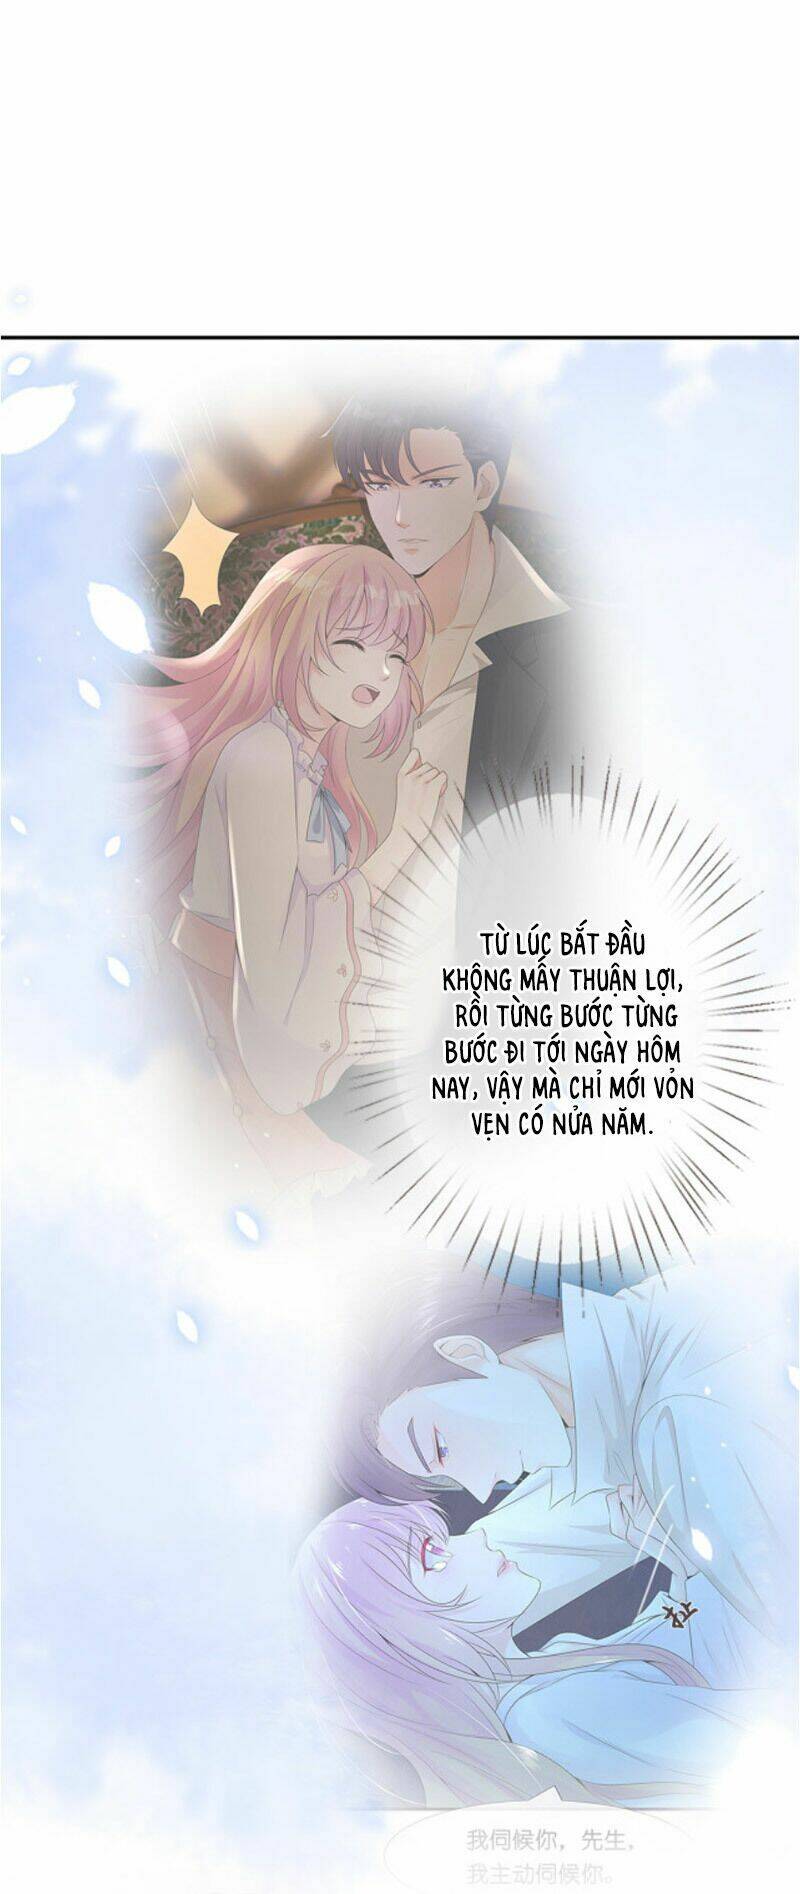 TỪ LÚC BẮT ĐẦU
KHÔNG MẤY THUẬN LỢI,
RỒI TỪNG BƯỚC TỪNG
BƯỚC ĐI TỚI NGÀY HÔM
NAY, VẬY MÀ CHỈ MỚI VỎN
VẸN CÓ NỬA NĂM.
扯
我伺候你，先生，
我主动伺候你。